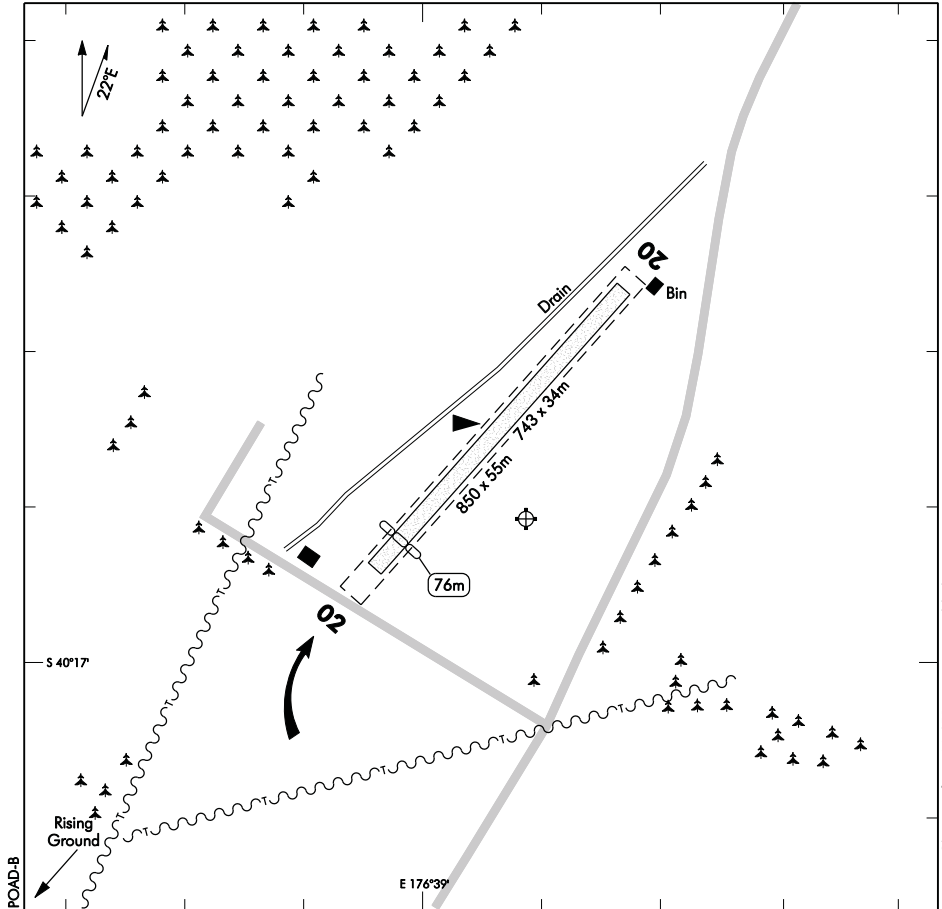 22°E
20
Bin
Drain
743 x 34m
850 x 55m
76m
02
S 40°17'
T
T
T
T
T
T
T
T
T
Rising
Ground
E 176°39'
POAD-B